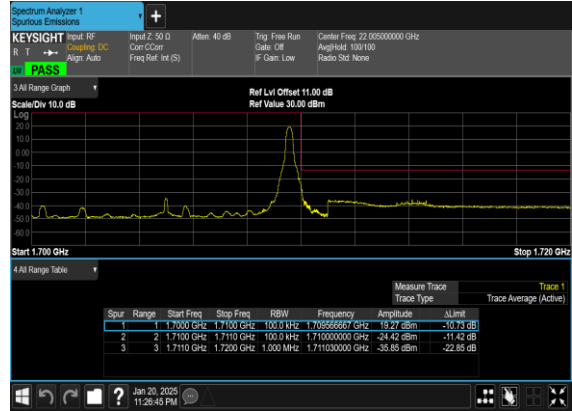 Spectrum Analyzer 1
Spurious Emissions
+
KEYSIGHT Input: RF Input Z: 50 Ω Atten: 40 dB Trig: Free Run Center Freq: 22.005000000 GHz
R T Coupling: DC Corr CCorr Gate: Off Avg|Hold: 100/100
Align: Auto Freq Ref: Int (S) IF Gain: Low Radio Std: None
PASS
3 All Range Graph
Ref Lvl Offset 11.00 dB
Scale/Div 10.0 dB Ref Value 30.00 dBm
Log
20.0
10.0
0.00
-10.0
-20.0
-30.0
-40.0
-50.0
-60.0
Start 1.700 GHz Stop 1.720 GHz
4 All Range Table
Measure Trace Trace 1
Trace Type Trace Average (Active)
Spur Range Start Freq Stop Freq RBW Frequency Amplitude ΔLimit
1 1 1.7000 GHz 1.7100 GHz 100.0 kHz 1.709566667 GHz 19.27 dBm -10.73 dB
2 2 1.7100 GHz 1.7110 GHz 100.0 kHz 1.710000000 GHz -24.42 dBm -11.42 dB
3 3 1.7110 GHz 1.7200 GHz 1.000 MHz 1.711030000 GHz -35.85 dBm -22.85 dB
?
Jan 20, 2025
11:26:45 PM